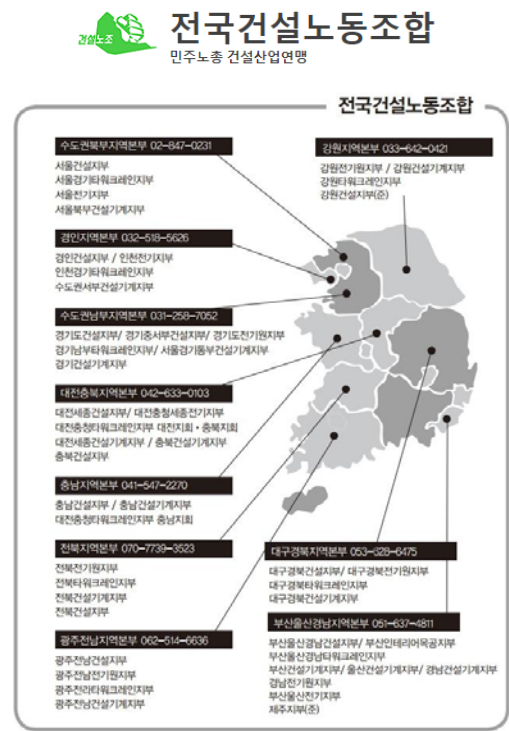 건설노조
전국건설노동조합
민주노총 건설산업연맹
전국건설노동조합
수도권북부지역본부 02-847-0231
서울건설지부
서울경기타워크레인지부
서울전기지부
서울북부건설기계지부
경인지역본부 032-518-5626
경인건설지부 / 인천전기지부
인천경기타워크레인지부
수도권서부건설기계지부
수도권남부지역본부 031-258-7052
경기도건설지부/ 경기중서부건설지부/ 경기도전기원지부
경기남부타워크레인지부/ 서울경기동부건설기계지부
경기건설기계지부
대전충북지역본부 042-633-0103
대전세종건설지부/ 대전충청세종전기지부
대전충청타워크레인지부 대전지회·충북지회
대전세종건설기계지부 / 충북건설기계지부
충북건설지부
충남지역본부 041-547-2270
충남건설지부 / 충남건설기계지부
대전충청타워크레인지부 충남지회
전북지역본부 070-7739-3523
전북전기원지부
전북타워크레인지부
전북건설기계지부
전북건설지부
광주전남지역본부 062-514-6636
광주전남건설지부
광주전남전기원지부
광주전라타워크레인지부
광주전남건설기계지부
강원지역본부 033-642-0421
강원전기원지부 / 강원건설기계지부
강원타워크레인지부
강원건설지부(준)
대구경북지역본부 053-628-6475
대구경북건설지부/ 대구경북전기원지부
대구경북타워크레인지부
대구경북건설기계지부
부산울산경남지역본부 051-637-4811
부산울산경남건설지부/ 부산인테리어목공지부
부산울산경남타워크레인지부
부산건설기계지부/ 울산건설기계지부/ 경남건설기계지부
경남전기원지부
부산울산전기지부
제주지부(준)